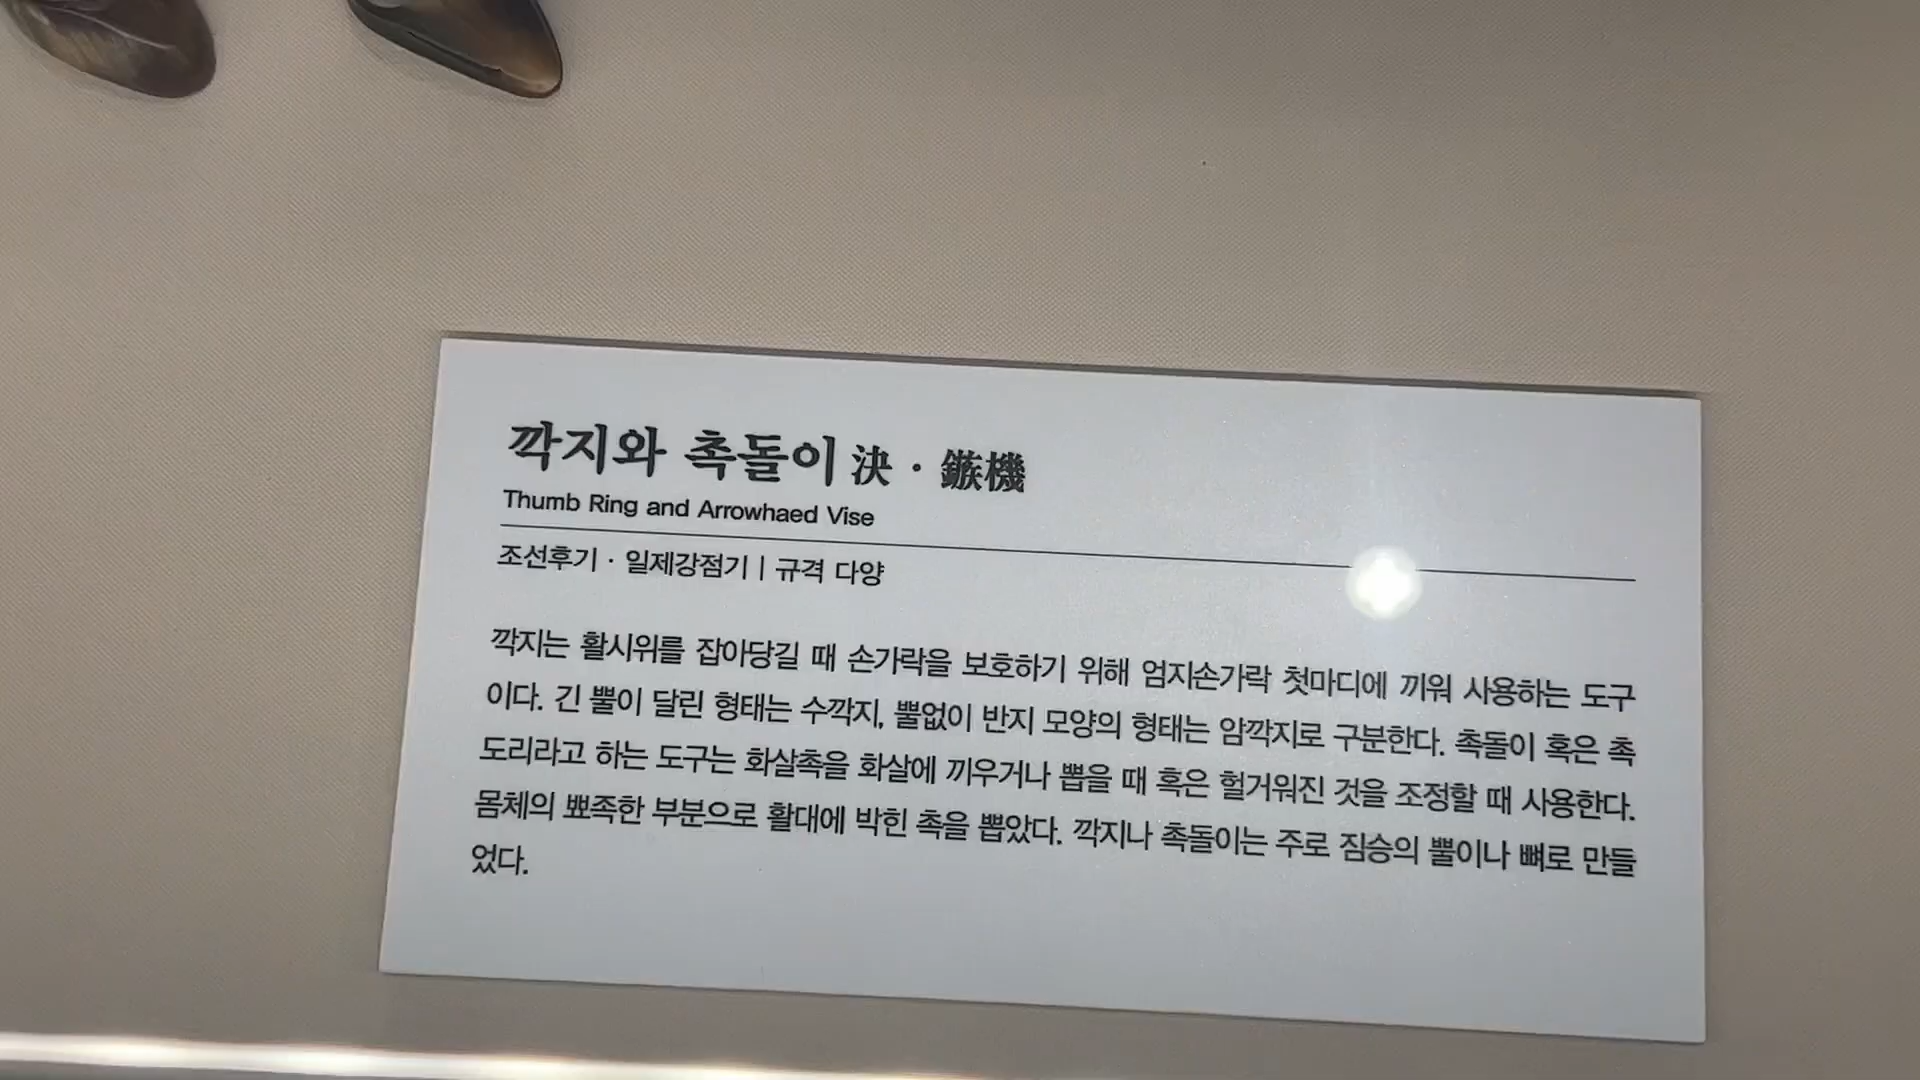 깍지와 촉돌이 決 · 鏃機
Thumb Ring and Arrowhaed Vise
조선후기 · 일제강점기 | 규격 다양
깍지는 활시위를 잡아당길 때 손가락을 보호하기 위해 엄지손가락 첫마디에 끼워 사용하는 도구
이다. 긴 뿔이 달린 형태는 수깍지, 뿔없이 반지 모양의 형태는 암깍지로 구분한다. 촉돌이 혹은 촉
도리라고 하는 도구는 화살촉을 화살에 끼우거나 뽑을 때 혹은 헐거워진 것을 조정할 때 사용한다.
몸체의 뾰족한 부분으로 활대에 박힌 촉을 뽑았다. 깍지나 촉돌이는 주로 짐승의 뿔이나 뼈로 만들
었다.